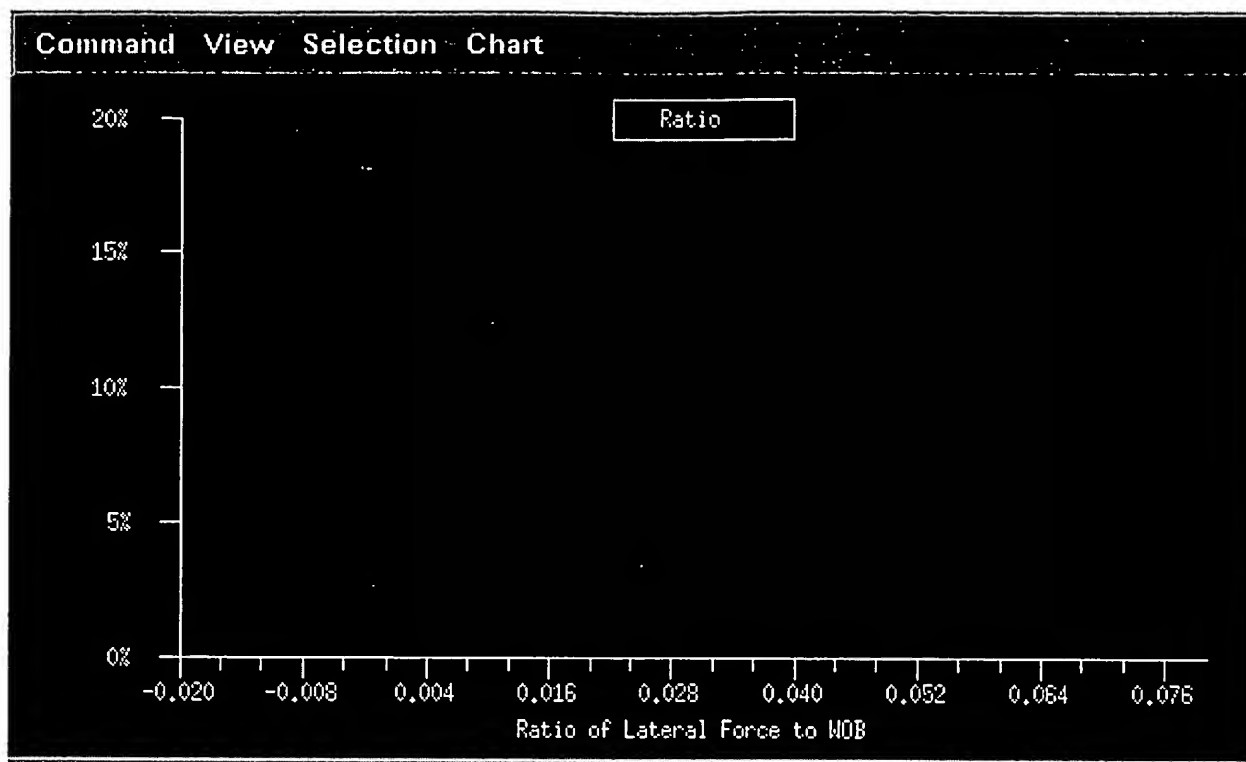 Command View Selection Chart
Ratio
20%
15%
10%
5%
0%
-0.020 -0.008 0.004 0.016 0.028 0.040 0.052 0.064 0.076
Ratio of Lateral Force to WOB